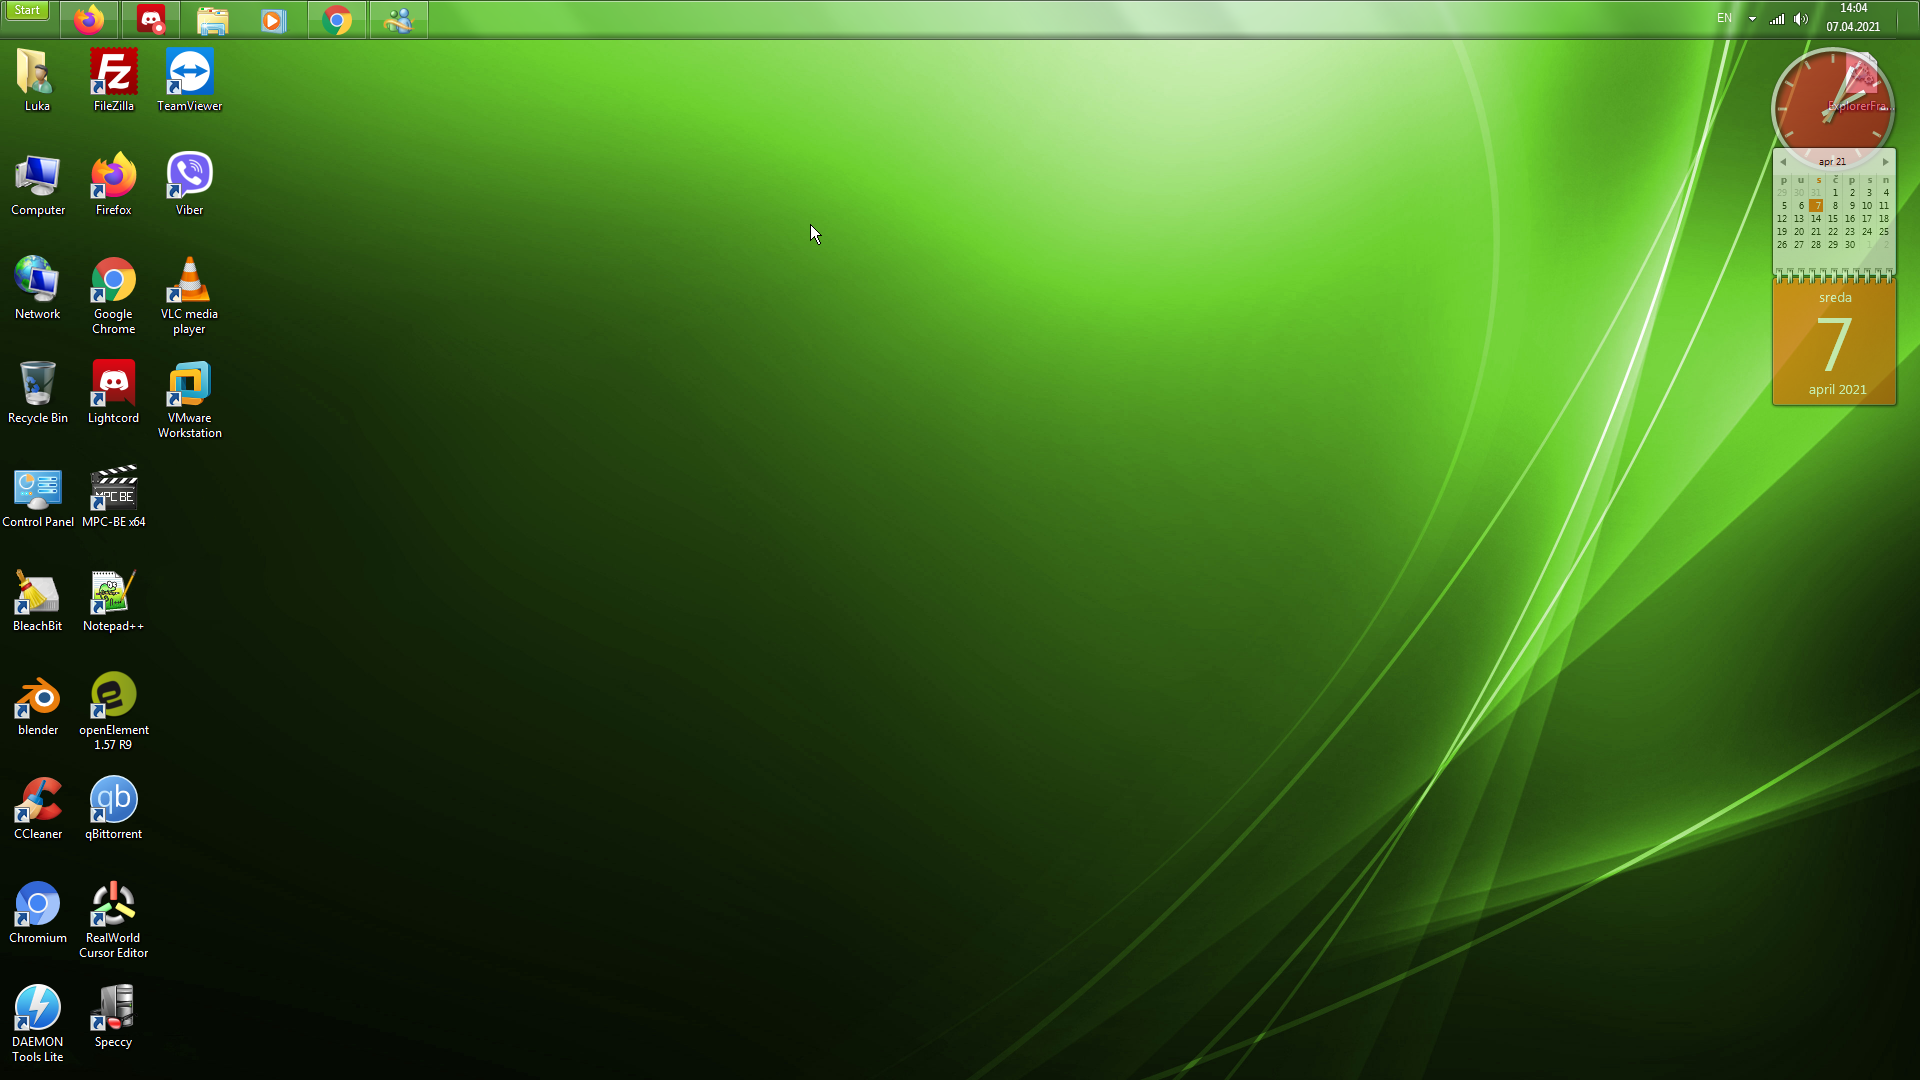 Start
EN
14:04
07.04.2021
Luka
FileZilla
TeamViewer
Computer
Firefox
Viber
Network
Google
Chrome
VLC media
player
Recycle Bin
Lightcord
VMware
Workstation
Control Panel
MPC BE
MPC-BE x64
BleachBit
Notepad++
blender
openElement
1.57 R9
CCleaner
qb
qBittorrent
Chromium
RealWorld
Cursor Editor
DAEMON
Tools Lite
Speccy
ExplorerFra...
apr 21
p u s č p s n
29 30 31 1 2 3 4
5 6 7 8 9 10 11
12 13 14 15 16 17 18
19 20 21 22 23 24 25
26 27 28 29 30 1 2
sreda
7
april 2021